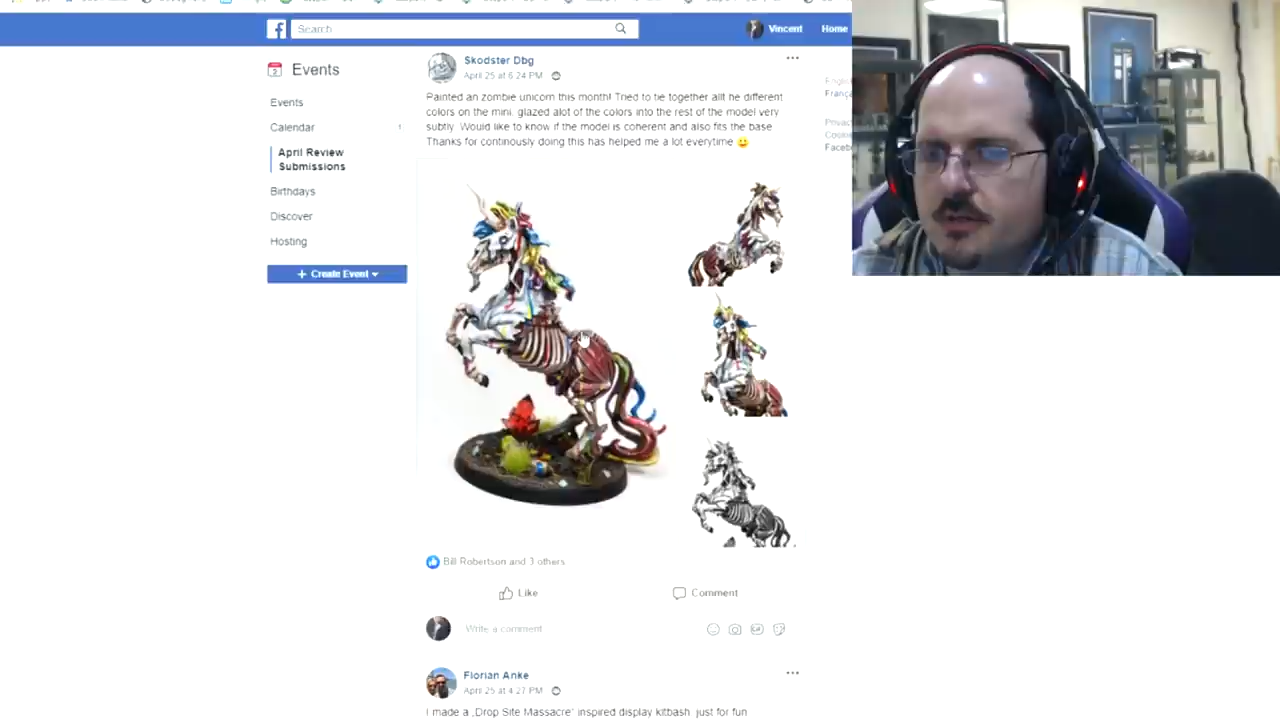 Search
Vincent
Home
Events
Events
Calendar
1
April Review
Submissions
Birthdays
Discover
Hosting
+ Create Event
Skodster Dbg
April 25 at 6:24 PM
Painted an zombie unicorn this month! Tried to tie together allt he different
colors on the mini. glazed alot of the colors into the rest of the model very
subtly. Would like to know if the model is coherent and also fits the base
Thanks for continously doing this has helped me a lot everytime
Bill Robertson and 3 others
Like
Comment
Write a comment
Florian Anke
April 25 at 4:27 PM
I made a „Drop Site Massacre" inspired display kitbash just for fun
França
Privacy
Cookie
Faceb